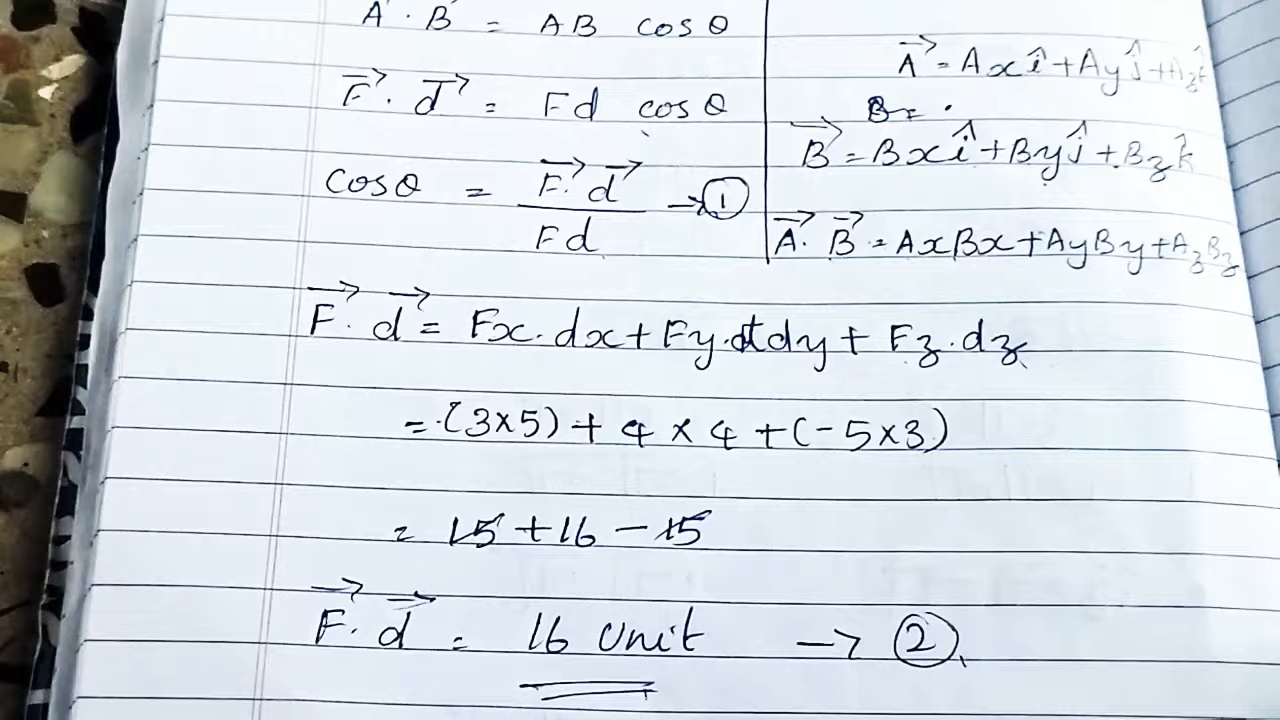 A · B = AB cos θ
F · d = Fd cos θ
cos θ = F · d / Fd → ①
A = Ax î + Ay ĵ + Az k̂
B =
B = Bx î + By ĵ + Bz k̂
A · B = AxBx + AyBy + AzBz
F · d = Fx · dx + Fy · dy + Fz · dz
= (3×5) + 4 × 4 + (-5×3)
= 15 + 16 - 15
F · d = 16 Unit → ②